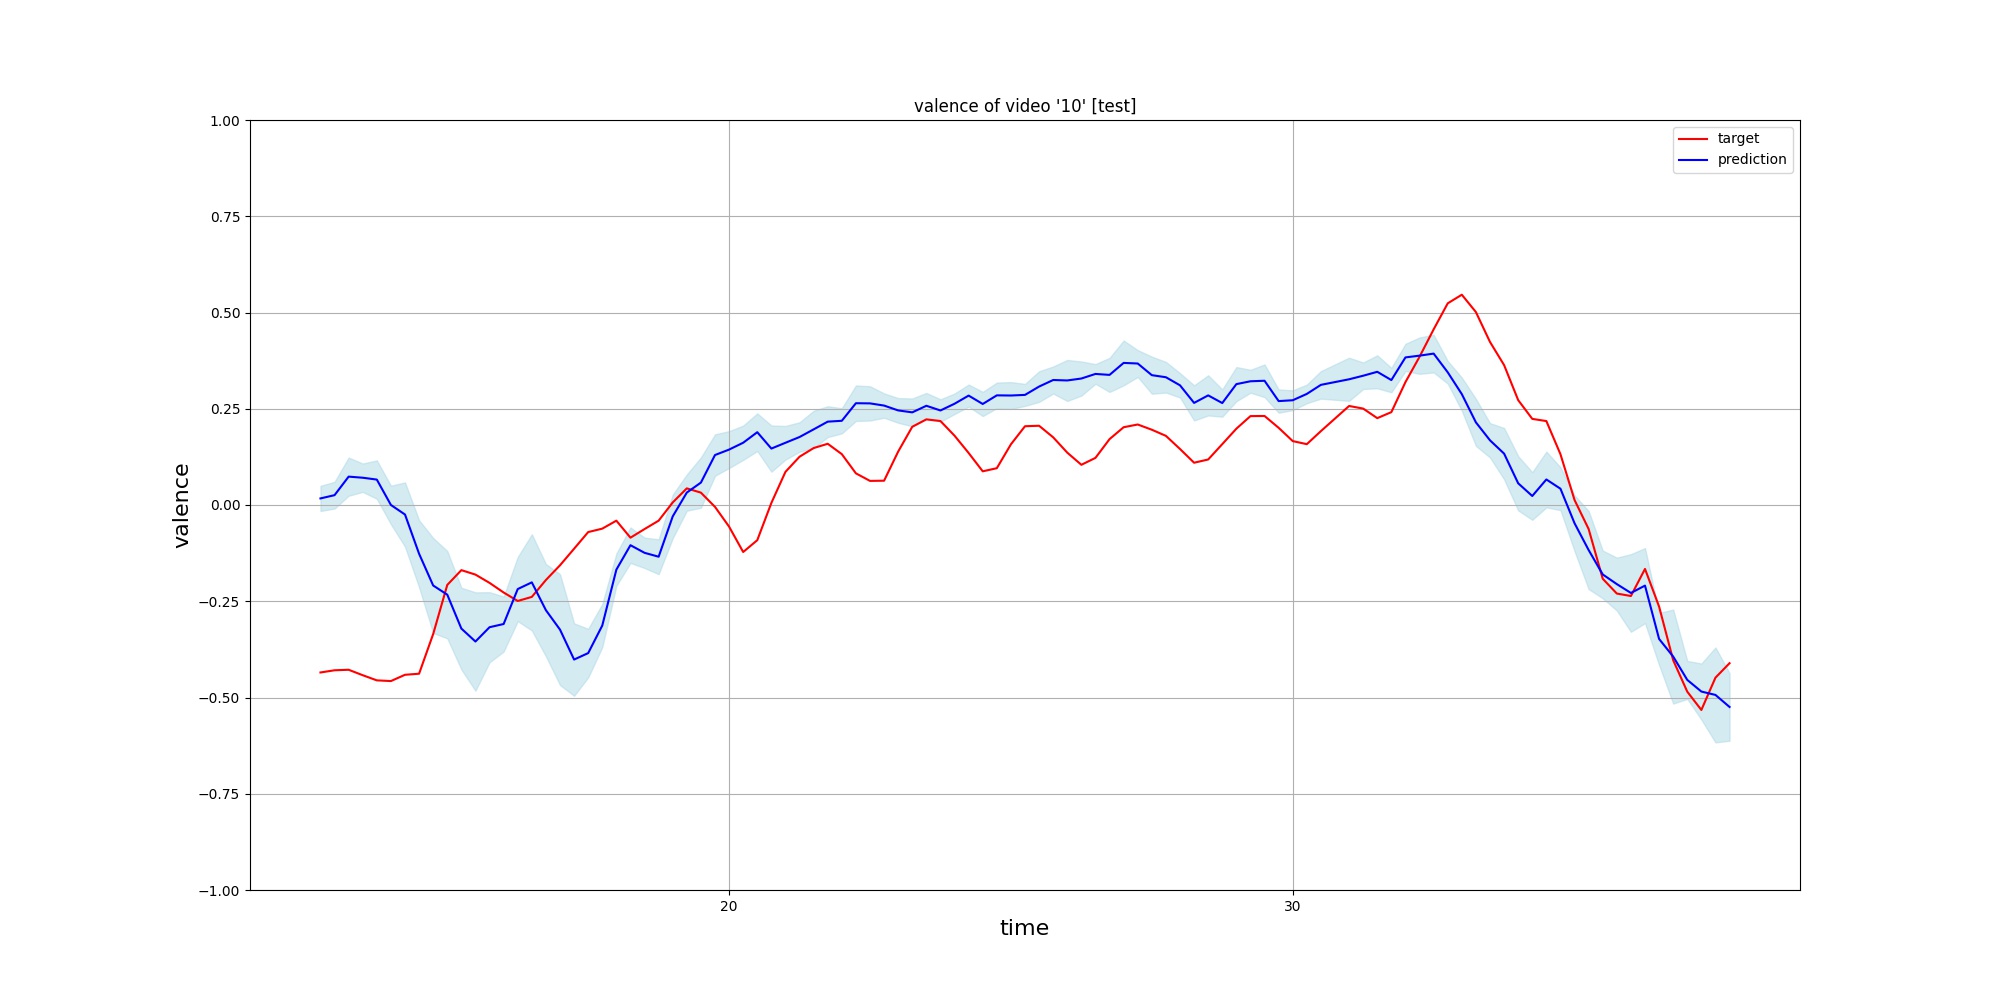 valence of video '10' [test]
target
prediction
1.00
0.75
0.50
0.25
0.00
−0.25
−0.50
−0.75
−1.00
valence
20
30
time